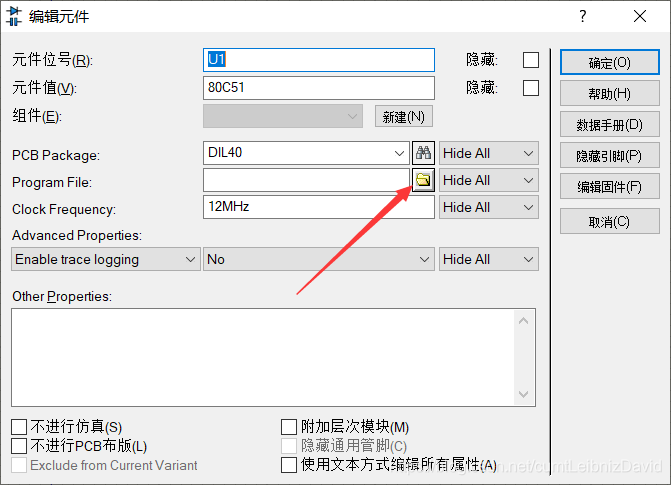 编辑元件
元件位号(R): U1 隐藏: 确定(O)
元件值(V): 80C51 隐藏: 帮助(H)
组件(E): 新建(N) 数据手册(D)
PCB Package: DIL40 Hide All 隐藏引脚(P)
Program File: Hide All 编辑固件(F)
Clock Frequency: 12MHz Hide All 取消(C)
Advanced Properties:
Enable trace logging No Hide All
Other Properties:
不进行仿真(S) 附加层次模块(M)
不进行PCB布版(L) 隐藏通用管脚(C)
Exclude from Current Variant 使用文本方式编辑所有属性(A)